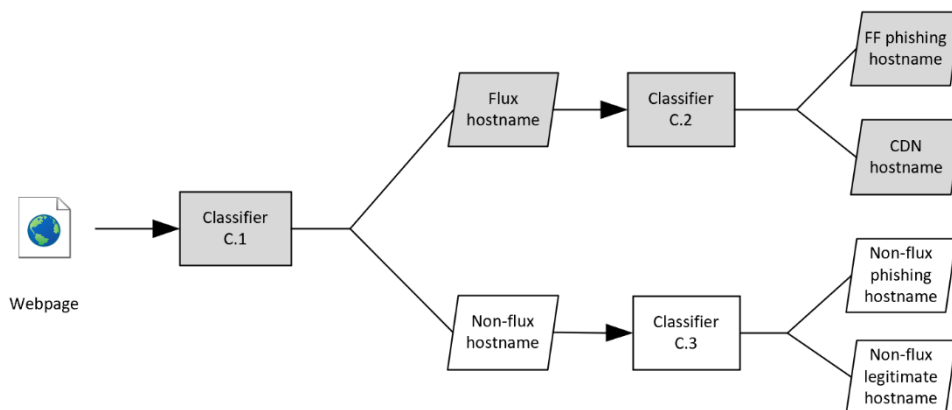 Webpage
Classifier
C.1
Flux
hostname
Classifier
C.2
FF phishing
hostname
CDN
hostname
Non-flux
hostname
Classifier
C.3
Non-flux
phishing
hostname
Non-flux
legitimate
hostname